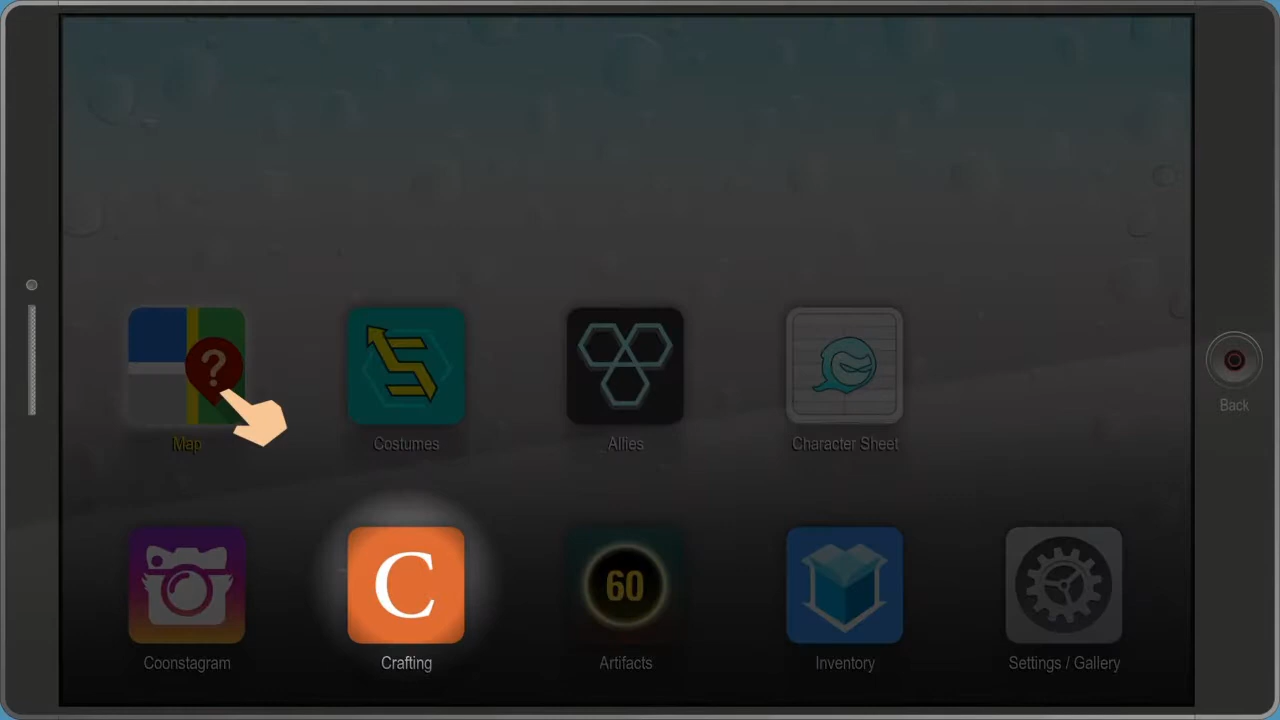 ?
Map
Costumes
Allies
Character Sheet
Back
C
60
Coonstagram
Crafting
Artifacts
Inventory
Settings / Gallery